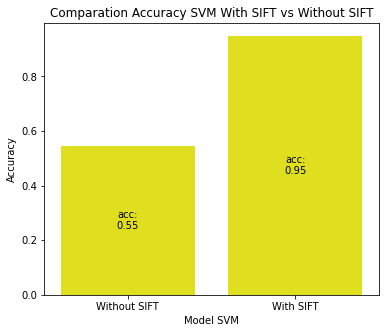 Comparation Accuracy SVM With SIFT vs Without SIFT
Accuracy
0.8
0.6
0.4
0.2
0.0
acc:
0.55
acc:
0.95
Without SIFT
With SIFT
Model SVM